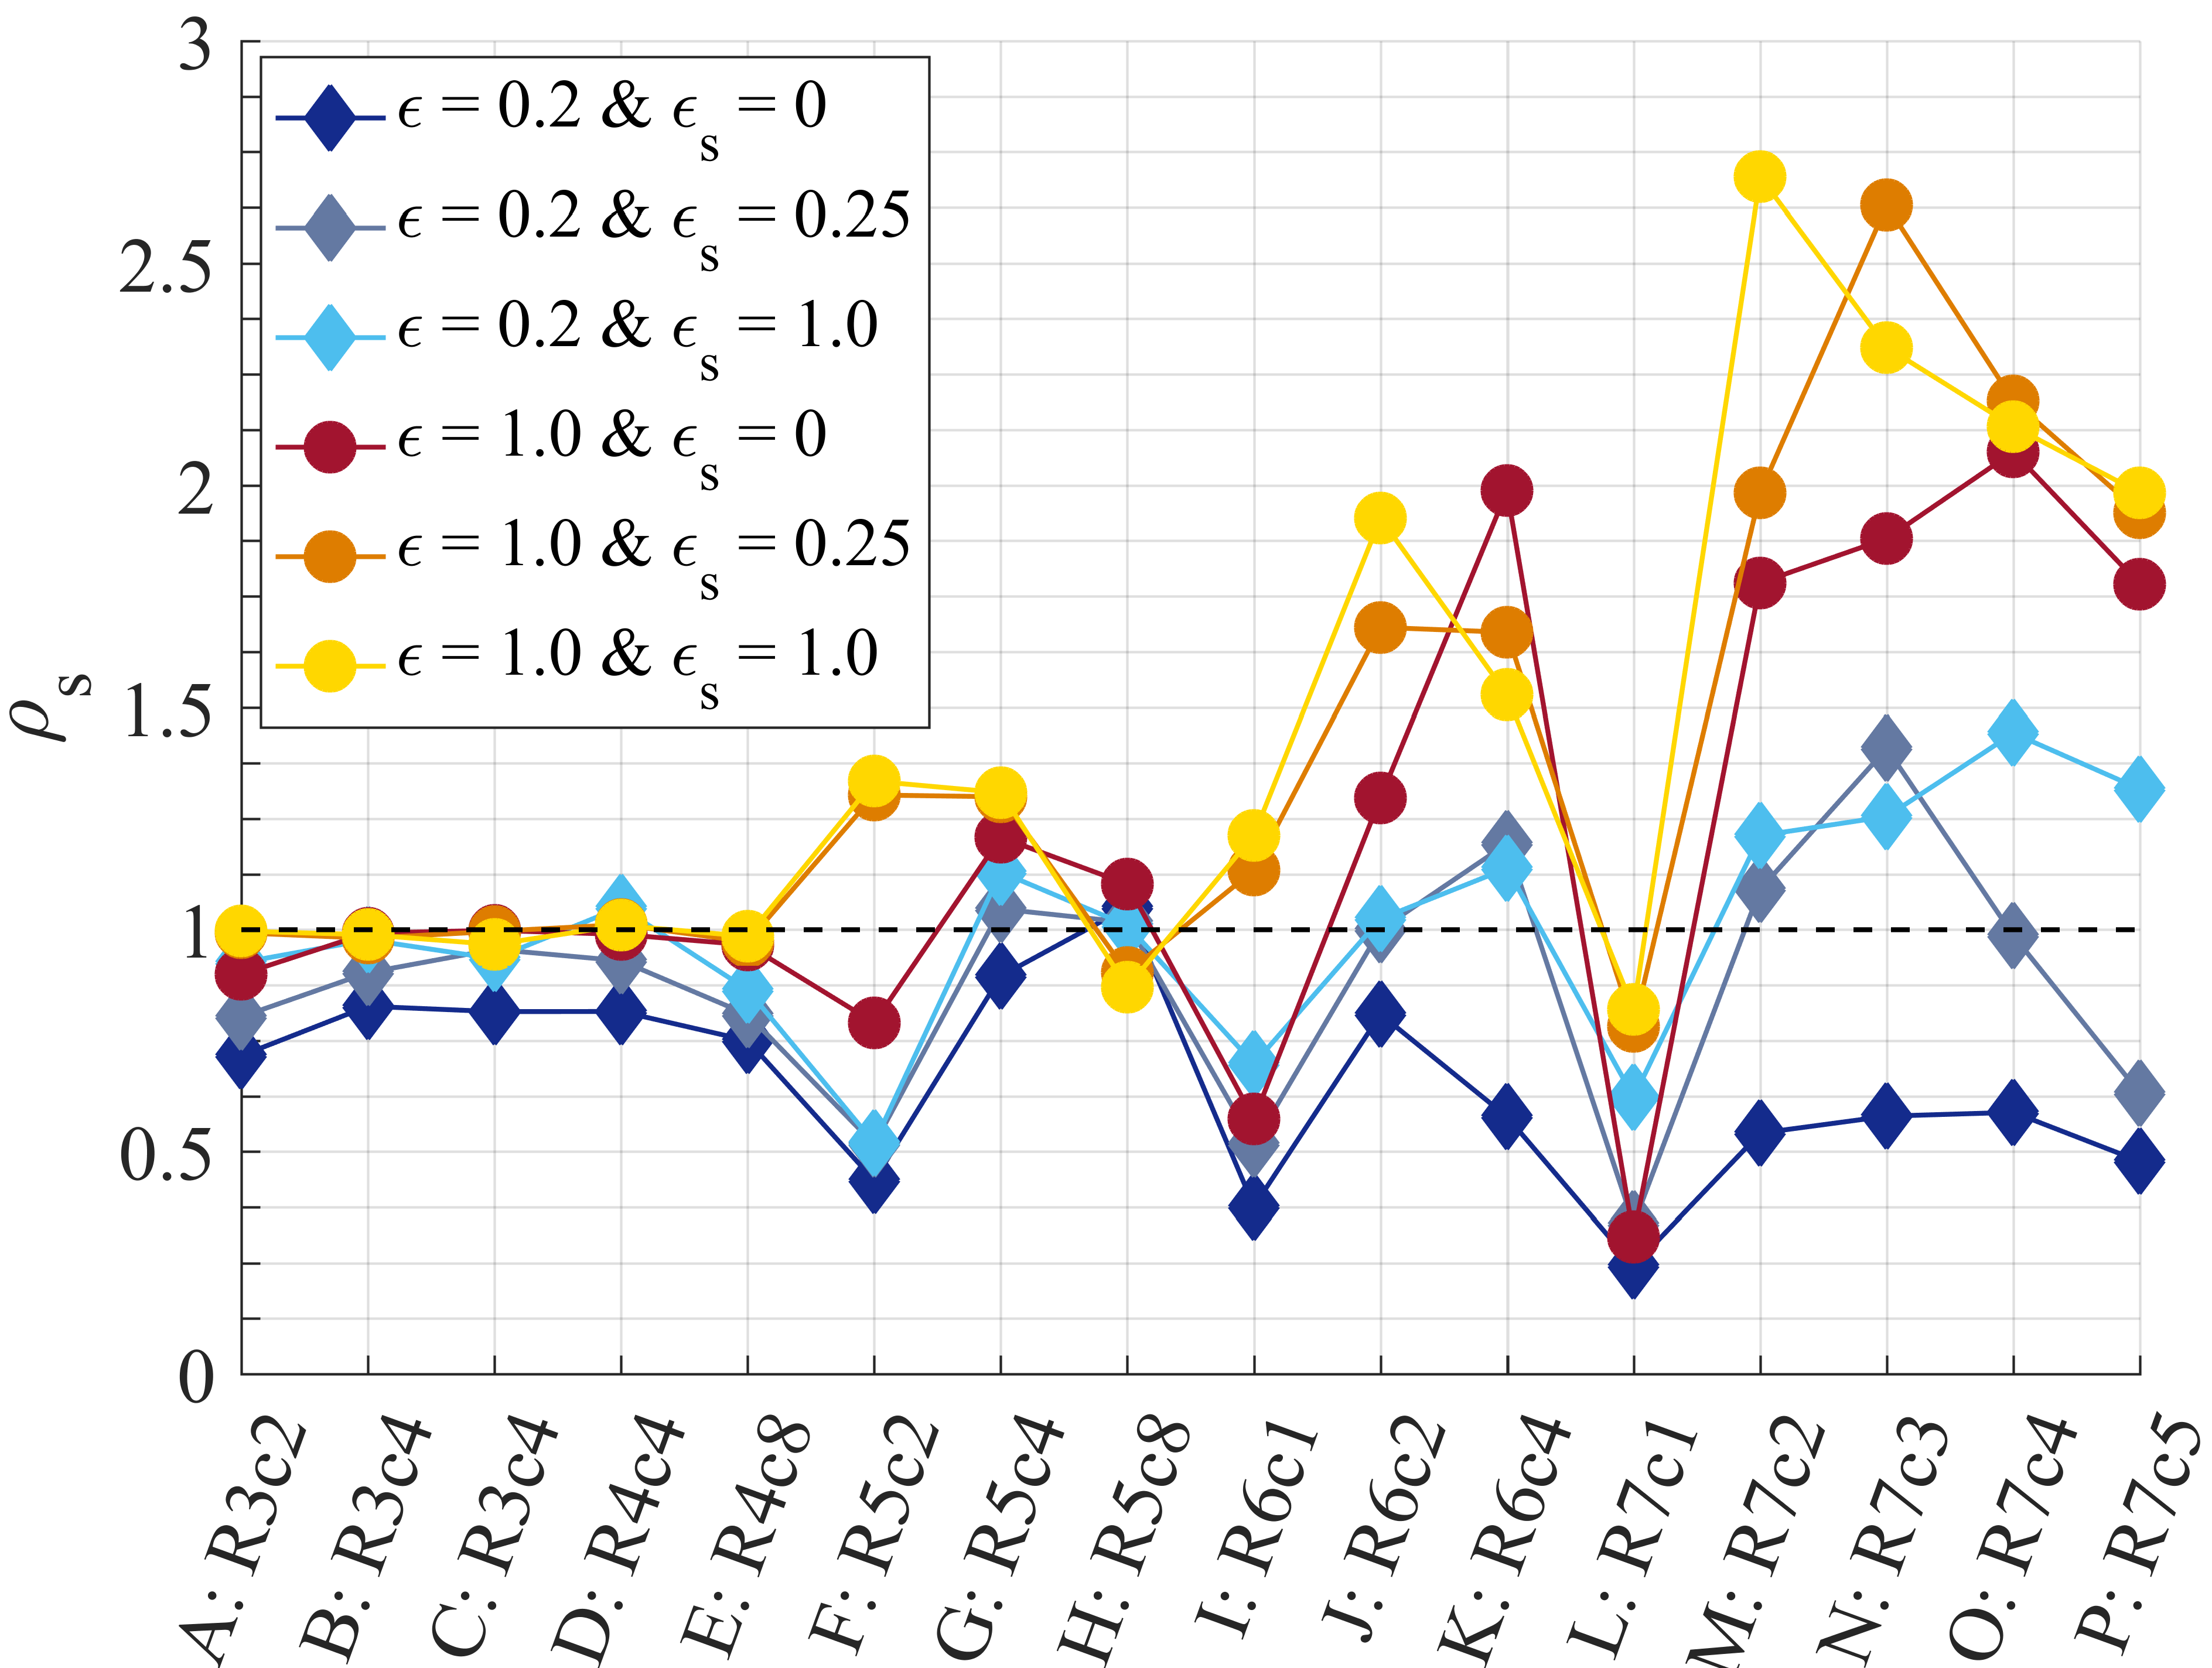 3
2.5
2
1.5
1
0.5
0
ρs
ϵ = 0.2 & ϵs = 0
ϵ = 0.2 & ϵs = 0.25
ϵ = 0.2 & ϵs = 1.0
ϵ = 1.0 & ϵs = 0
ϵ = 1.0 & ϵs = 0.25
ϵ = 1.0 & ϵs = 1.0
A: R3c2
B: R3c4
C: R3c4
D: R4c4
E: R4c8
F: R5c2
G: R5c4
H: R5c8
I: R6c1
J: R6c2
K: R6c4
L: R7c1
M: R7c2
N: R7c3
O: R7c4
P: R7c5